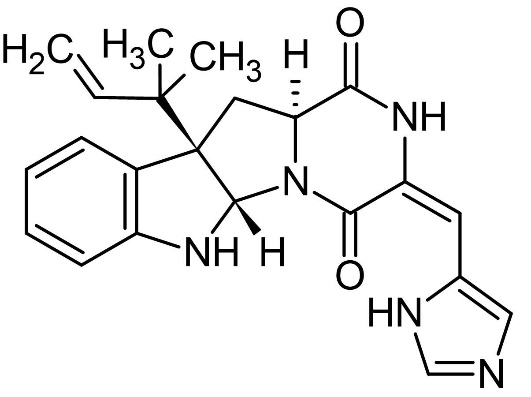 O
H₂C H₃C CH₃ H
NH
N
NH H O
HN
N